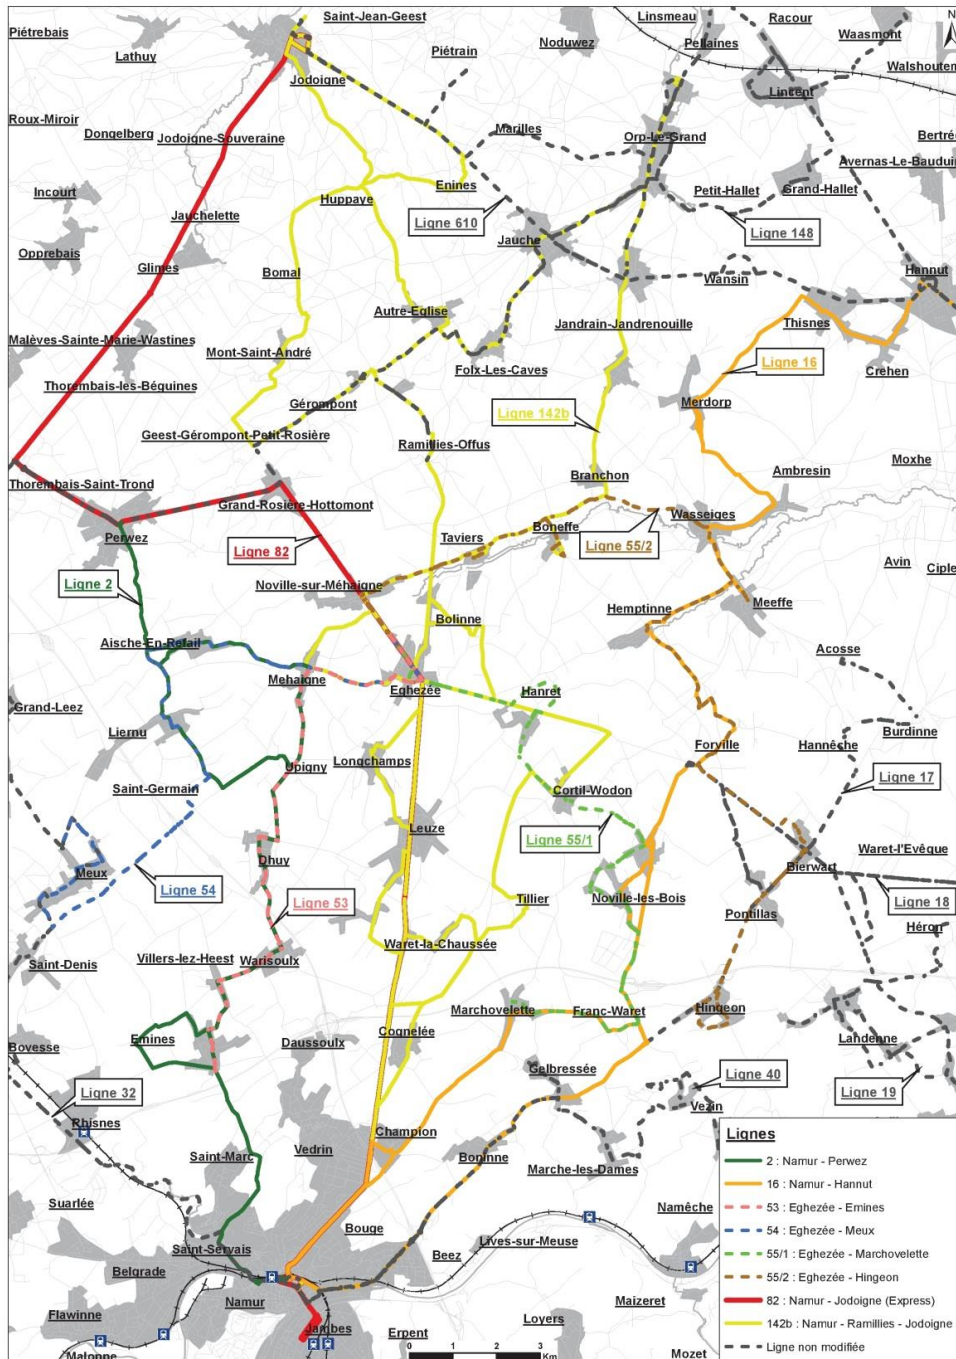 Saint-Jean-Geest
Linsmeau
Racour
N
Piétrebais
Lathuy
Piétrain
Noduwez
Pellaines
Waasmont
Walshoutem
Jodoigne
Lincent
Roux-Miroir
Dongelberg
Jodoigne-Souveraine
Marilles
Orp-Le-Grand
Bertrée
Avernas-Le-Bauduin
Incourt
Enines
Petit-Hallet
Grand-Hallet
Huppaye
Jauchelette
Ligne 610
Jauche
Ligne 148
Opprebais
Glimes
Bomal
Wansin
Hannut
Autre-Eglise
Jandrain-Jandrenouille
Thisnes
Malèves-Sainte-Marie-Wastines
Mont-Saint-André
Folx-Les-Caves
Ligne 16
Crehen
Thorembais-les-Béguines
Gérompont
Ligne 142b
Merdorp
Geest-Gérompont-Petit-Rosière
Ramillies-Offus
Moxhe
Thorembais-Saint-Trond
Branchon
Ambresin
Grand-Rosière-Hottomont
Wasseiges
Perwez
Boneffe
Taviers
Ligne 82
Ligne 55/2
Avin
Ciple
Ligne 2
Noville-sur-Méhaigne
Meeffe
Hemptinne
Bolinne
Aische-En-Refail
Acosse
Mehaigne
Eghezée
Hanret
Grand-Leez
Burdinne
Liernu
Forville
Hannêche
Longchamps
Upigny
Saint-Germain
Ligne 17
Cortil-Wodon
Leuze
Ligne 55/1
Dhuy
Waret-l'Evêque
Bierwart
Meux
Ligne 54
Ligne 53
Tillier
Noville-les-Bois
Ligne 18
Pontillas
Héron
Waret-la-Chaussée
Saint-Denis
Villers-lez-Heest
Warisoulx
Marchovelette
Franc-Waret
Hingeon
Emines
Daussoulx
Cognelée
Landenne
Bovesse
Gelbressée
Ligne 40
Ligne 19
Ligne 32
Vezin
Rhisnes
Champion
Saint-Marc
Vedrin
Boninne
Marche-les-Dames
Suarlée
Namêche
Bouge
Saint-Servais
Beez
Lives-sur-Meuse
Belgrade
Namur
Maizeret
Flawinne
Jambes
Erpent
Loyers
Malonne
Mozet
0 1 2 3
Km
Lignes
2 : Namur - Perwez
16 : Namur - Hannut
53 : Eghezée - Emines
54 : Eghezée - Meux
55/1 : Eghezée - Marchovelette
55/2 : Eghezée - Hingeon
82 : Namur - Jodoigne (Express)
142b : Namur - Ramillies - Jodoigne
Ligne non modifiée